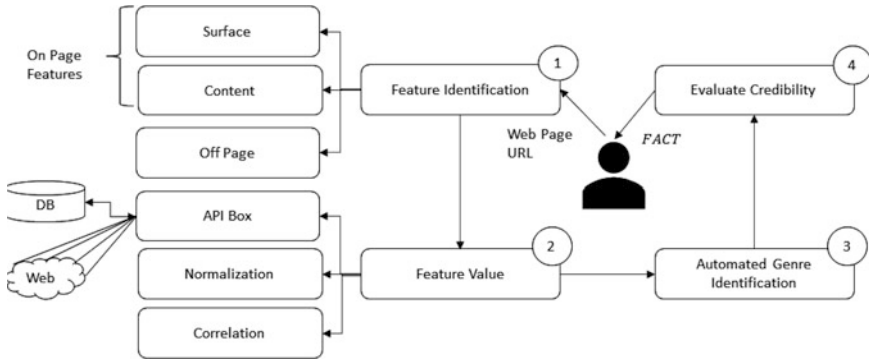 Surface
1
4
On Page
Features
Content
Feature Identification
Evaluate Credibility
Web Page
URL
FACT
Off Page
DB
API Box
2
3
Web
Normalization
Feature Value
Automated Genre
Identification
Correlation